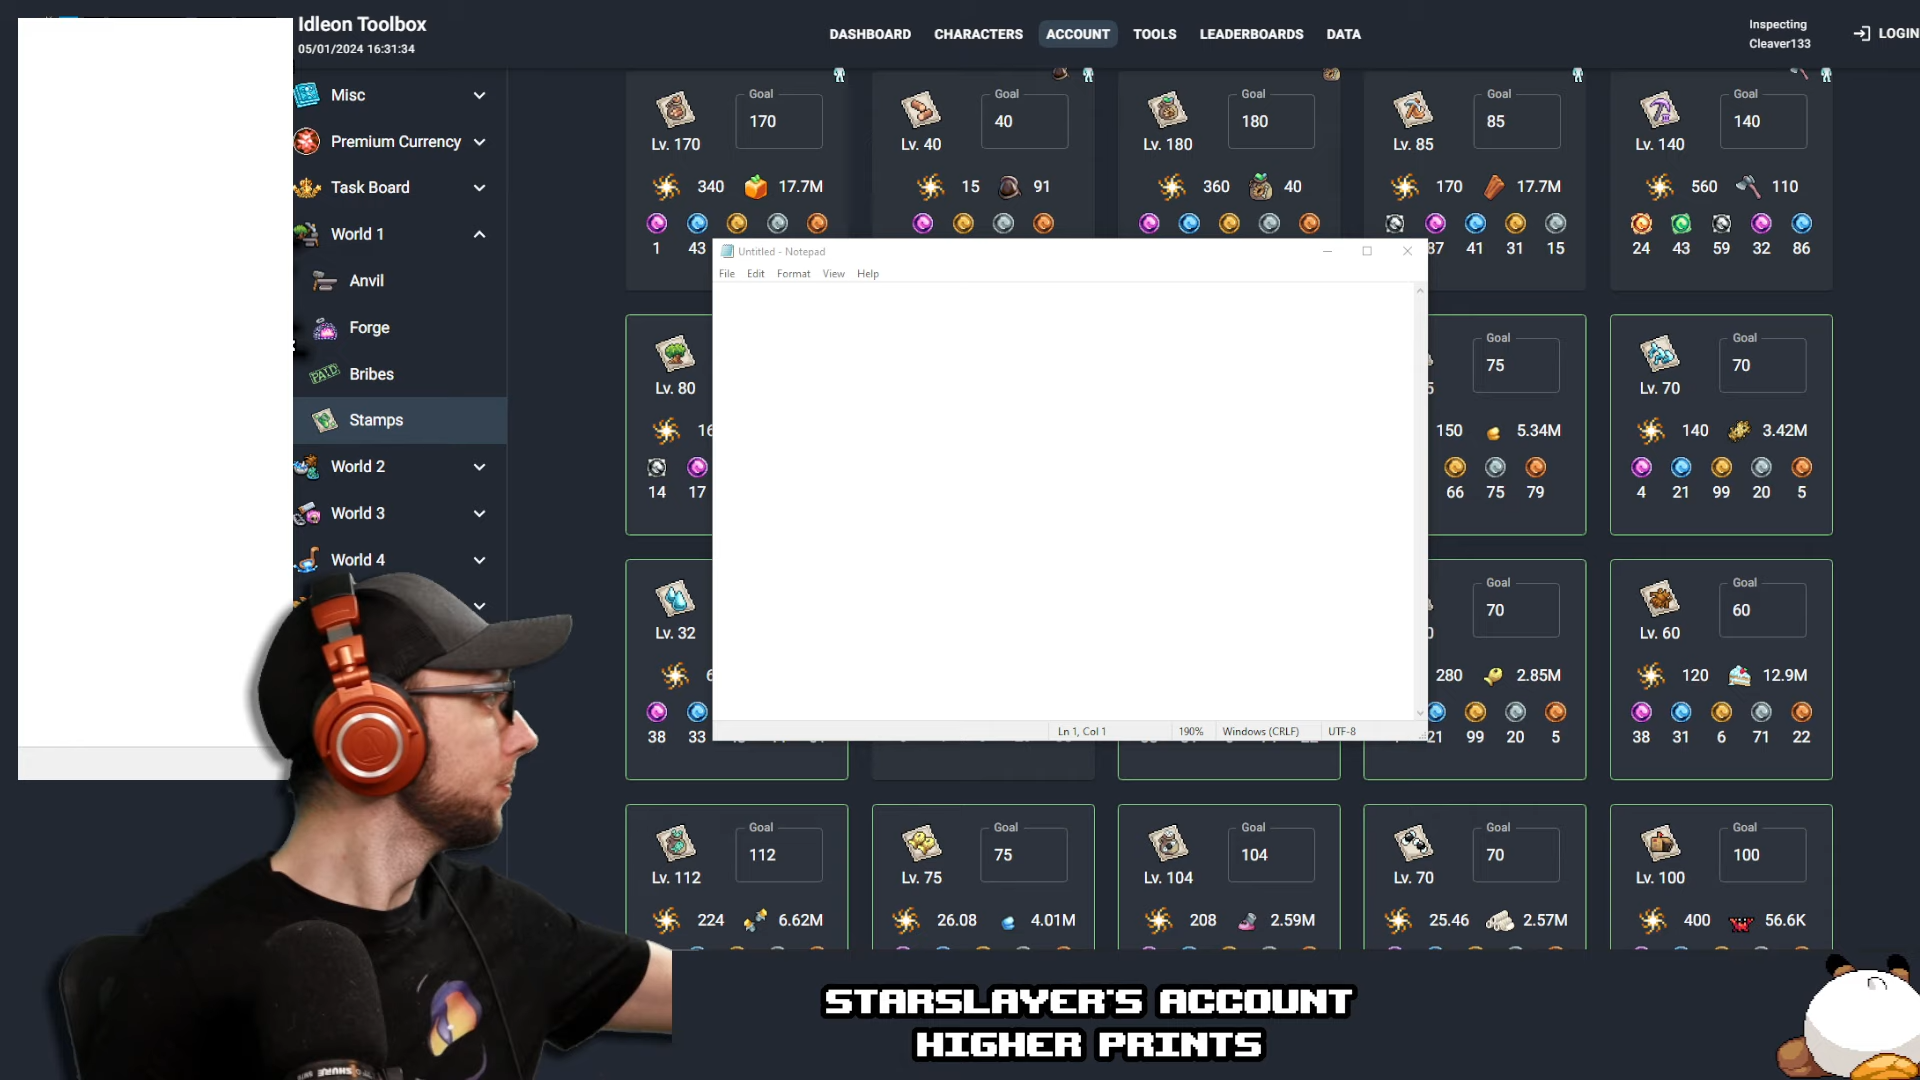 Idleon Toolbox
05/01/2024 16:31:34
DASHBOARD CHARACTERS ACCOUNT TOOLS LEADERBOARDS DATA
Inspecting
Cleaver133
LOGIN
Misc
Premium Currency
Task Board
World 1
Anvil
Forge
Bribes
Stamps
World 2
World 3
World 4
Goal Goal Goal Goal Goal
170 40 180 85 140
Lv. 170 Lv. 40 Lv. 180 Lv. 85 Lv. 140
340 17.7M 15 91 360 40 170 17.7M 560 110
1 43 37 41 31 15 24 43 59 32 86
Untitled - Notepad
File Edit Format View Help
Goal Goal
75 70
Lv. 80 Lv. 70
150 5.34M 140 3.42M
14 17 66 75 79 4 21 99 20 5
Goal Goal
70 60
Lv. 32 Lv. 60
280 2.85M 120 12.9M
38 33 21 99 20 5 38 31 6 71 22
Ln 1, Col 1 190% Windows (CRLF) UTF-8
Goal Goal Goal Goal Goal
112 75 104 70 100
Lv. 112 Lv. 75 Lv. 104 Lv. 70 Lv. 100
224 6.62M 26.08 4.01M 208 2.59M 25.46 2.57M 400 56.6K
STARSLAYER'S ACCOUNT
HIGHER PRINTS
SHURE